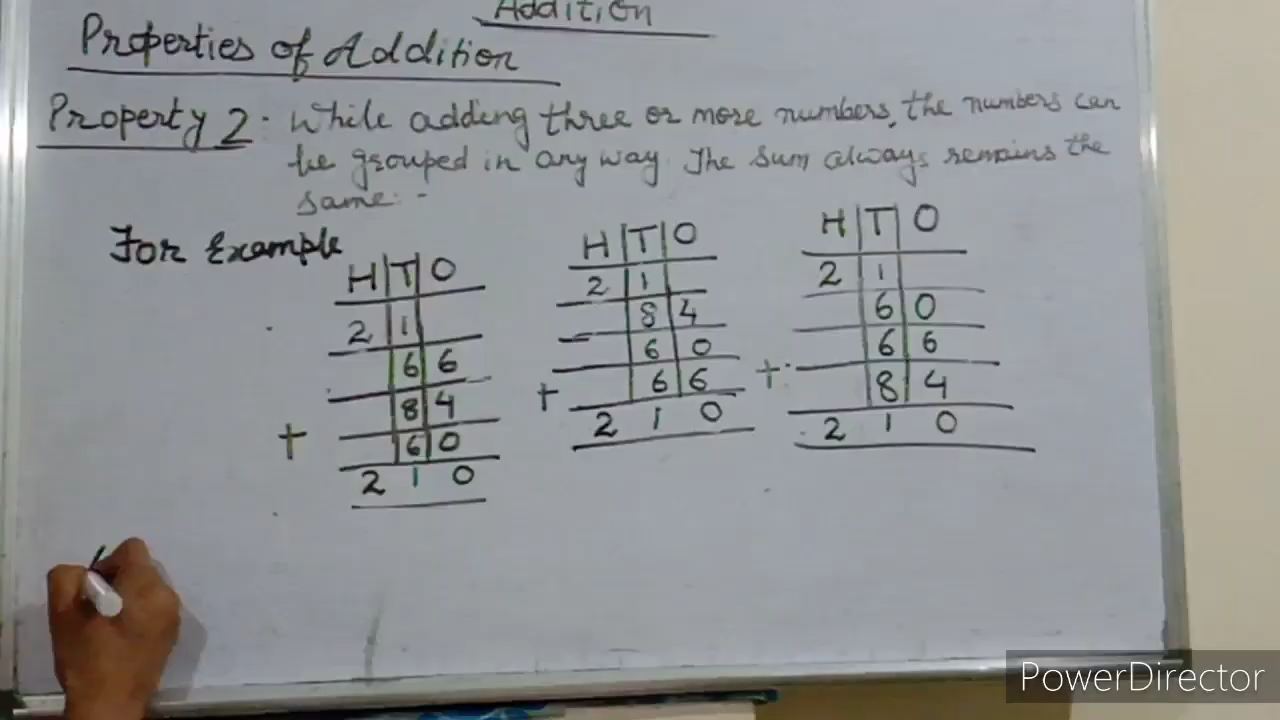 Addition
Properties of Addition
Property 2: While adding three or more numbers, the numbers can
be grouped in any way. The sum always remains the
same.
For Example
H T O
2 1
6 6
8 4
+ 6 0
2 1 0
H T O
2 1
8 4
6 0
+ 6 6
2 1 0
H T O
2 1
6 0
6 6
+ 8 4
2 1 0
PowerDirector